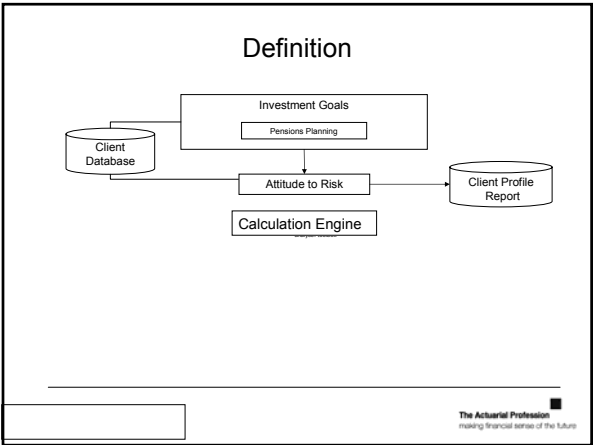 Definition
Investment Goals
Pensions Planning
Client
Database
Attitude to Risk
Client Profile
Report
Calculation Engine
The Actuarial Profession
making financial sense of the future